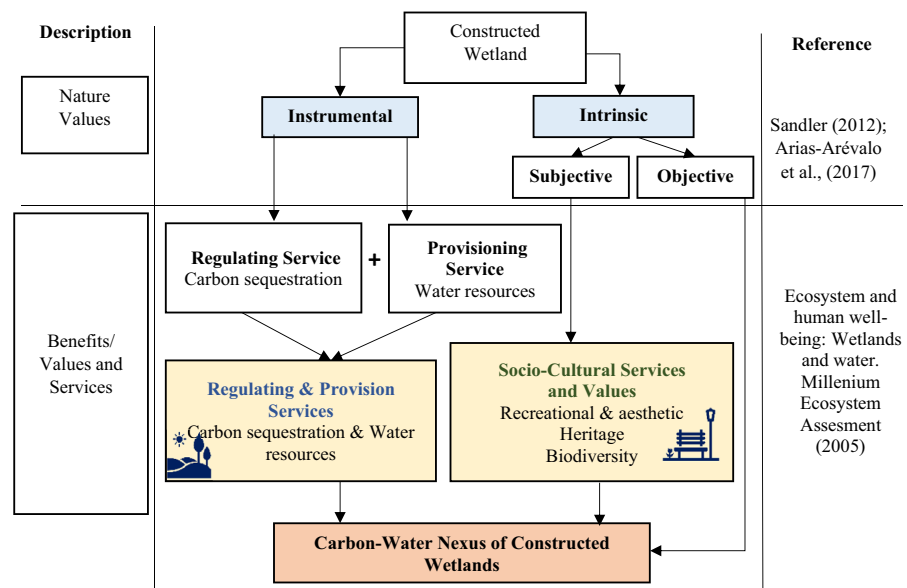 Description
Constructed
Wetland
Reference
Nature
Values
Instrumental
Intrinsic
Subjective
Objective
Sandler (2012);
Arias-Arévalo
et al., (2017)
Benefits/
Values and
Services
Regulating Service
Carbon sequestration
+
Provisioning
Service
Water resources
Regulating & Provision
Services
Carbon sequestration & Water
resources
Socio-Cultural Services
and Values
Recreational & aesthetic
Heritage
Biodiversity
Ecosystem and
human well-
being: Wetlands
and water.
Millenium
Ecosystem
Assesment
(2005)
Carbon-Water Nexus of Constructed
Wetlands